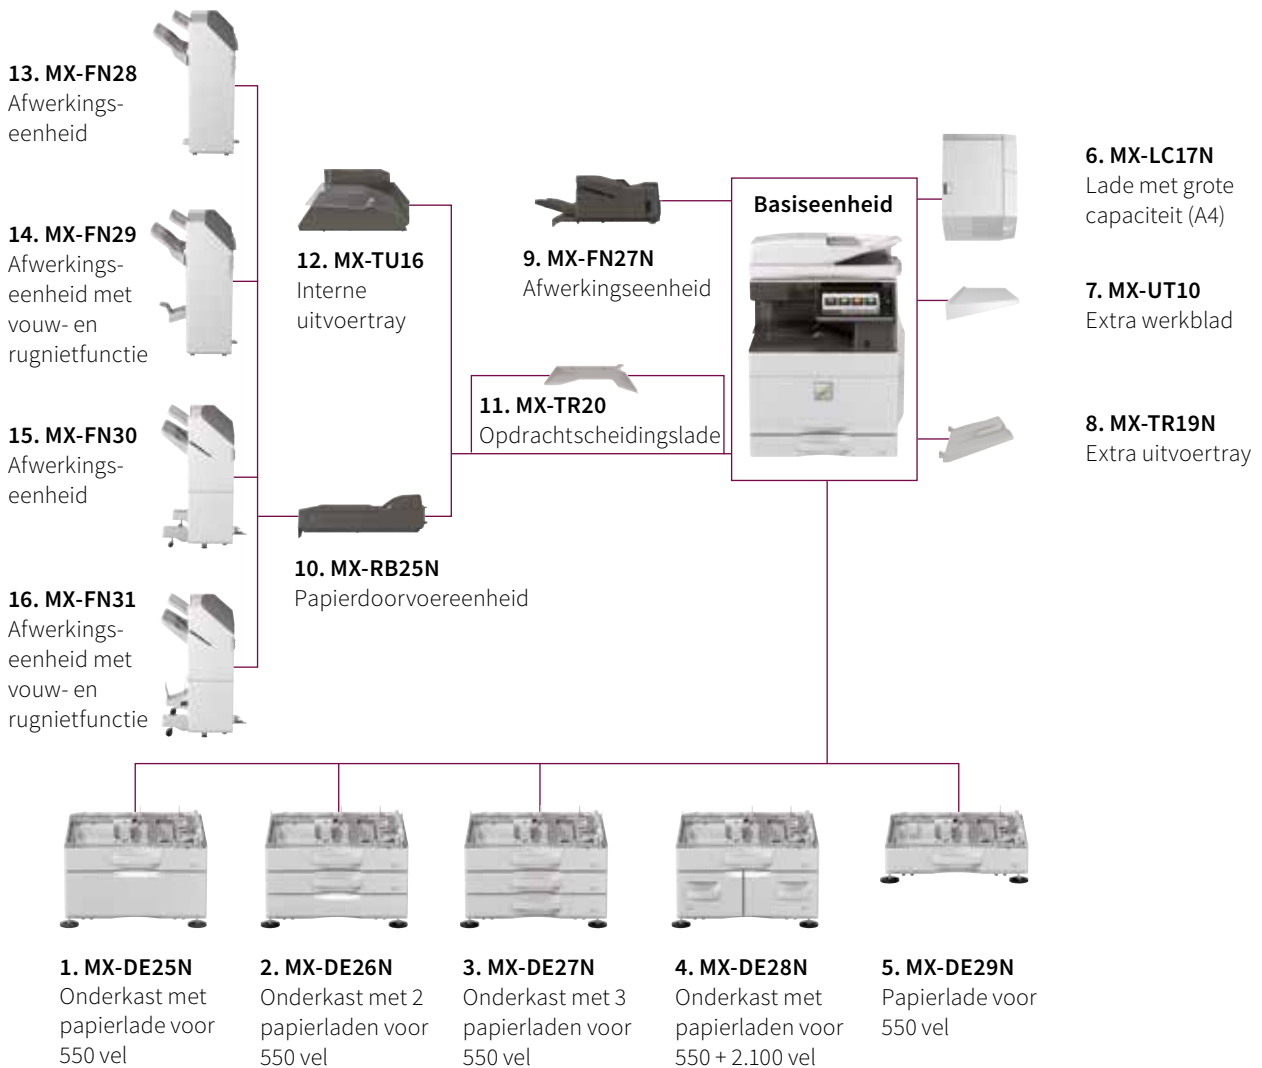 13. MX-FN28
Afwerkings-
eenheid
14. MX-FN29
Afwerkings-
eenheid met
vouw- en
rugnietfunctie
15. MX-FN30
Afwerkings-
eenheid
16. MX-FN31
Afwerkings-
eenheid met
vouw- en
rugnietfunctie
12. MX-TU16
Interne
uitvoertray
10. MX-RB25N
Papierdoorvoereenheid
9. MX-FN27N
Afwerkingseenheid
11. MX-TR20
Opdrachtscheidingslade
Basiseenheid
6. MX-LC17N
Lade met grote
capaciteit (A4)
7. MX-UT10
Extra werkblad
8. MX-TR19N
Extra uitvoertray
1. MX-DE25N
Onderkast met
papierlade voor
550 vel
2. MX-DE26N
Onderkast met 2
papierladen voor
550 vel
3. MX-DE27N
Onderkast met 3
papierladen voor
550 vel
4. MX-DE28N
Onderkast met
papierladen voor
550 + 2.100 vel
5. MX-DE29N
Papierlade voor
550 vel